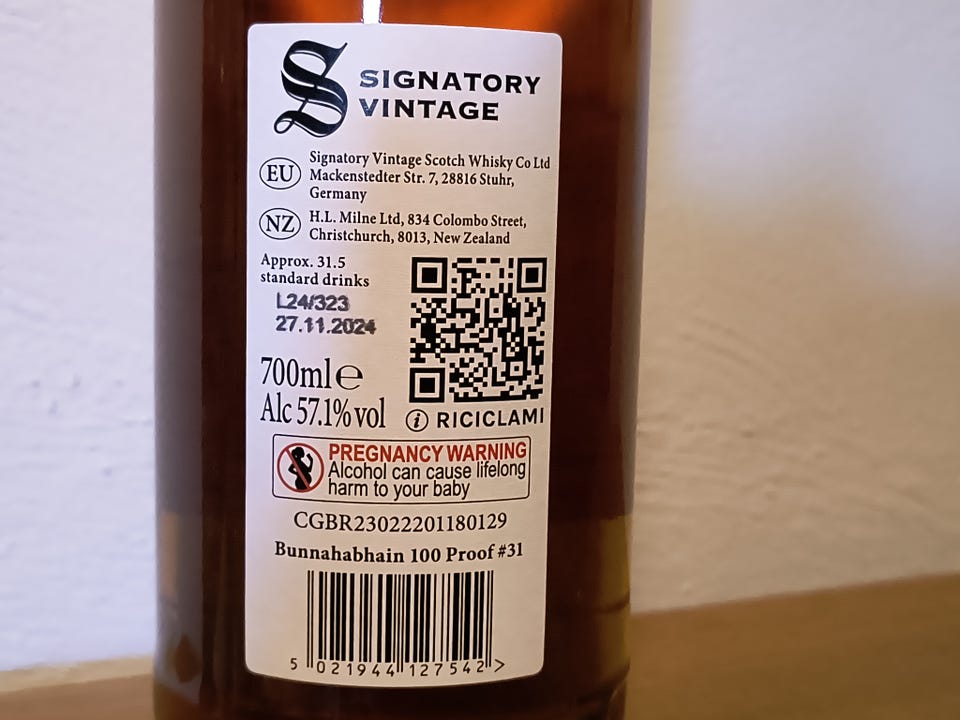 S SIGNATORY
VINTAGE
EU Signatory Vintage Scotch Whisky Co Ltd
Mackenstedter Str. 7, 28816 Stuhr,
Germany
NZ H.L. Milne Ltd, 834 Colombo Street,
Christchurch, 8013, New Zealand
Approx. 31.5
standard drinks
L24/323
27.11.2024
700ml℮
Alc 57.1% vol
i RICICLAMI
PREGNANCY WARNING
Alcohol can cause lifelong
harm to your baby
CGBR23022201180129
Bunnahabhain 100 Proof #31
5 021944 127542 >